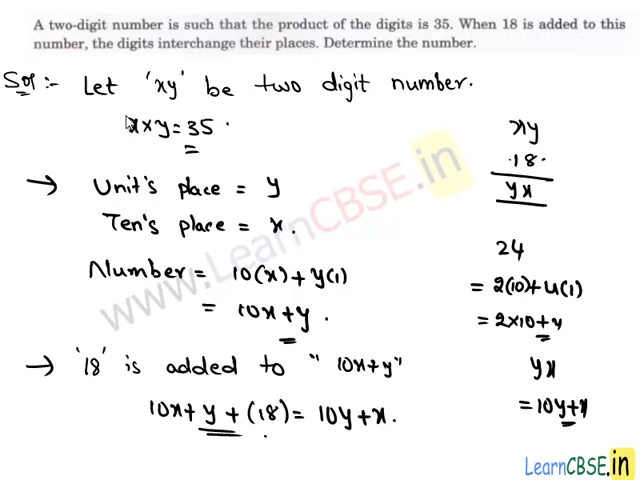 A two-digit number is such that the product of the digits is 35. When 18 is added to this
number, the digits interchange their places. Determine the number.
Sol :- Let 'xy' be two digit number.
x×y = 35 .
→ Unit's place = y
Ten's place = x.
Number = 10(x) + y(1)
= 10x + y .
→ '18' is added to " 10x+y"
10x + y + (18) = 10y + x .
xy
·18·
yx
24
= 2(10) + 4(1)
= 2×10 + 4
yx
= 10y + x
www.LearnCBSE.in
LearnCBSE.in